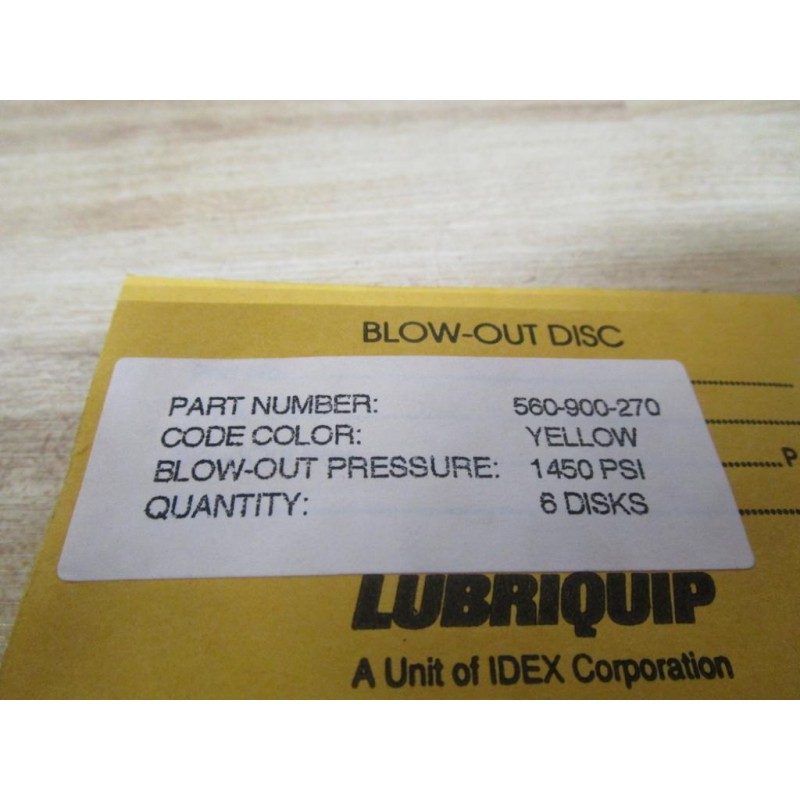 BLOW-OUT DISC
PART NUMBER: 560-900-270
CODE COLOR: YELLOW
BLOW-OUT PRESSURE: 1450 PSI
QUANTITY: 6 DISKS
P
LUBRIQUIP
A Unit of IDEX Corporation